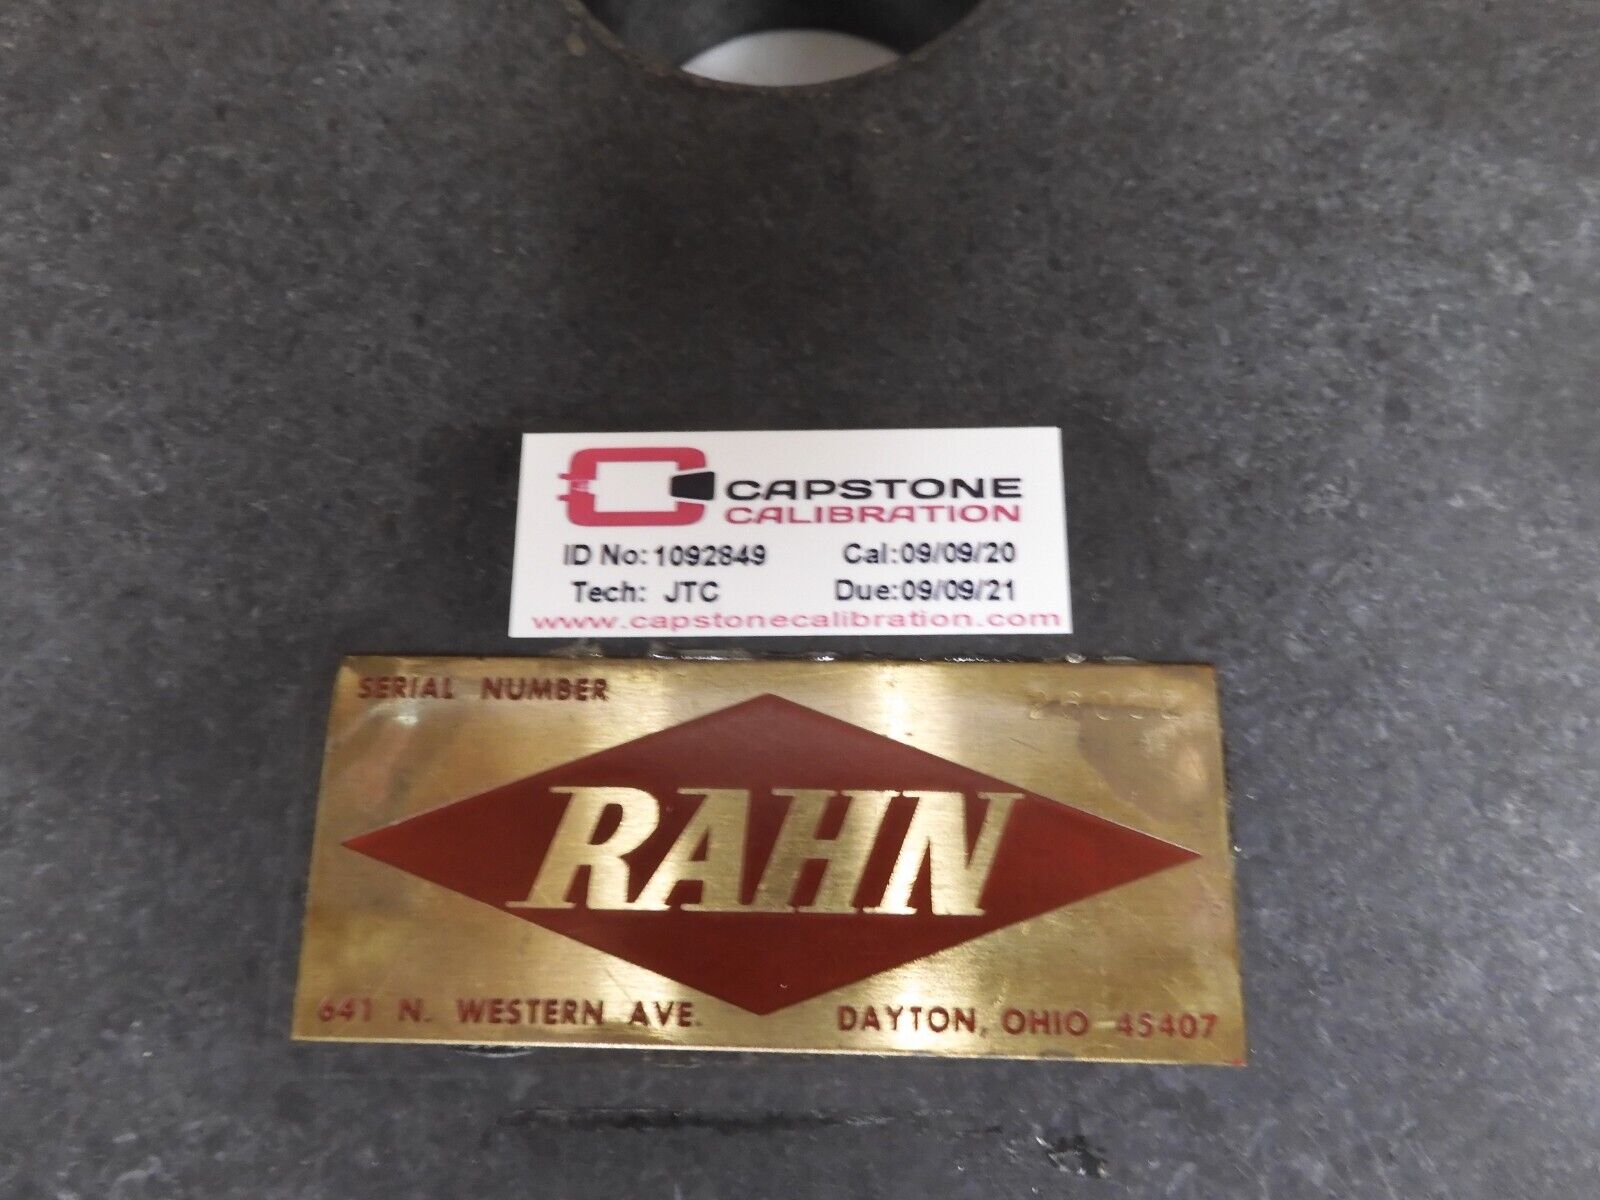 CAPSTONE
CALIBRATION
ID No: 1092849 Cal: 09/09/20
Tech: JTC Due: 09/09/21
www.capstonecalibration.com
SERIAL NUMBER
RAHN
641 N. WESTERN AVE. DAYTON, OHIO 45407